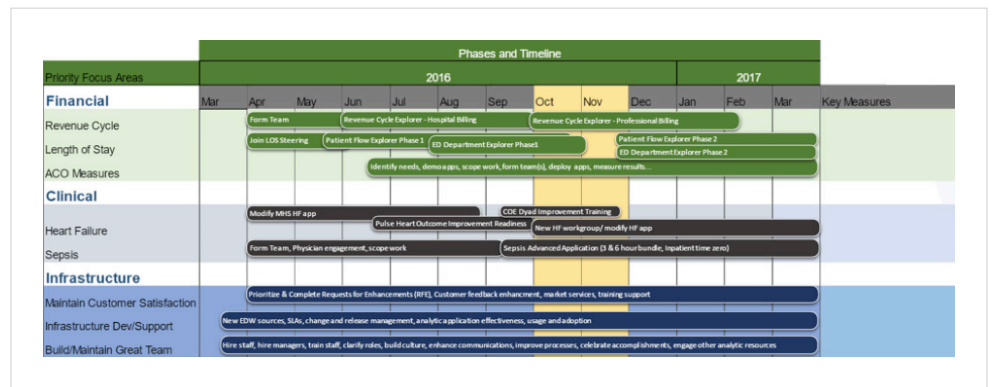 Phases and Timeline
Priority Focus Areas 2016 2017
Financial Mar Apr May Jun Jul Aug Sep Oct Nov Dec Jan Feb Mar Key Measures
Revenue Cycle Form Team Revenue Cycle Explorer - Hospital Billing Revenue Cycle Explorer - Professional Billing
Length of Stay Join LOS Steering Patient Flow Explorer Phase 1 ED Department Explorer Phase1 Patient Flow Explorer Phase 2
ED Department Explorer Phase 2
ACO Measures Identify needs, demo apps, scope work, form team(s), deploy apps, measure results...
Clinical
Modify MHS HF app COE Dyad Improvement Training
Heart Failure Pulse Heart Outcome Improvement Readiness New HF workgroup/ modify HF app
Sepsis Form Team, Physician engagement, scope work Sepsis Advanced Application (3 & 6 hour bundle, Inpatient time zero)
Infrastructure
Maintain Customer Satisfaction Prioritize & Complete Requests for Enhancements (RFE), Customer feedback enhancment, market services, training support
Infrastructure Dev/Support New EDW sources, SLAs, change and release management, analytic application effectiveness, usage and adoption
Build/Maintain Great Team Hire staff, hire managers, train staff, clarify roles, build culture, enhance communications, improve processes, celebrate accomplishments, engage other analytic resources